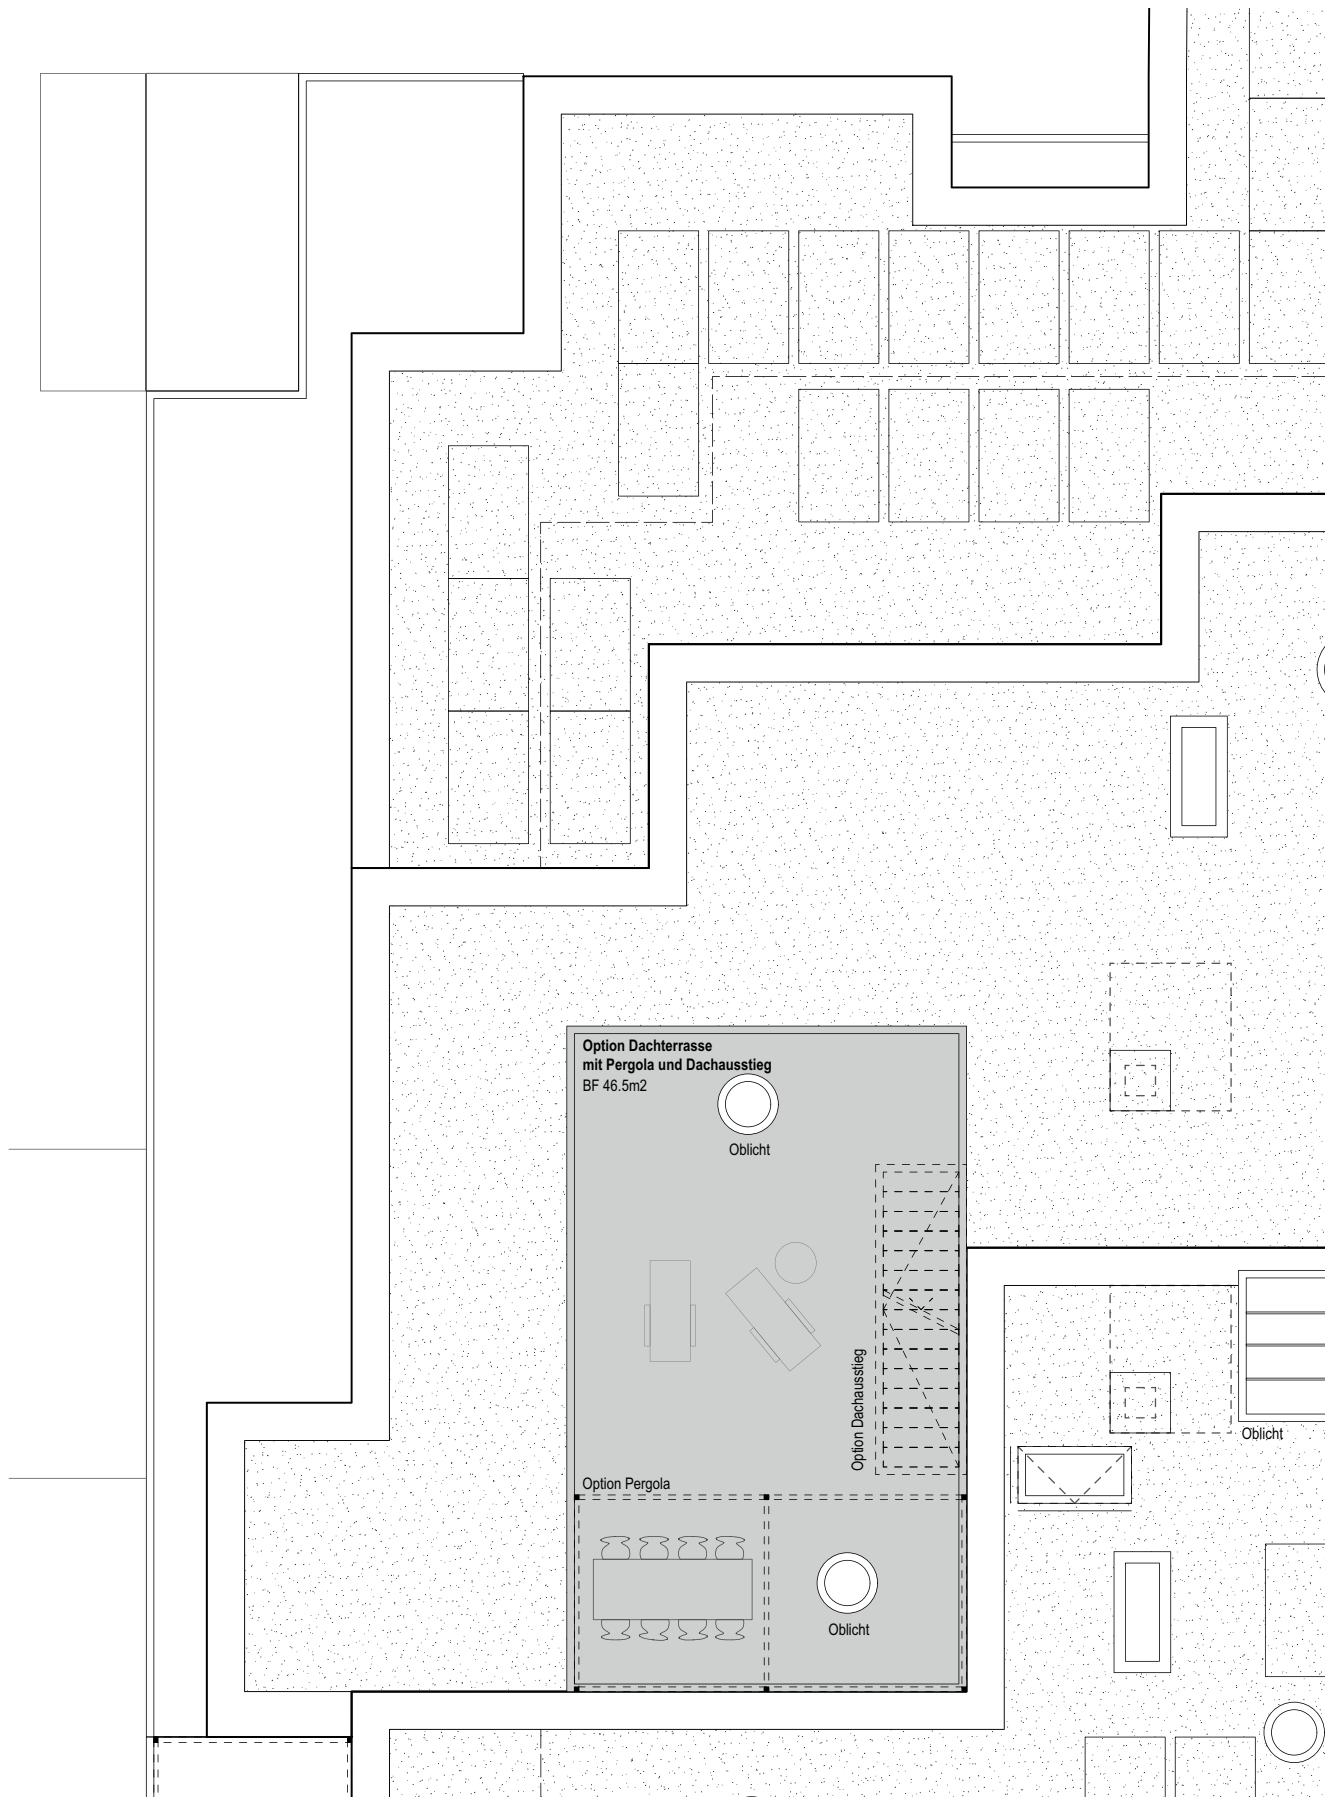 Option Dachterrasse
mit Pergola und Dachausstieg
BF 46.5m2
Oblicht
Option Dachausstieg
Oblicht
Option Pergola
Oblicht